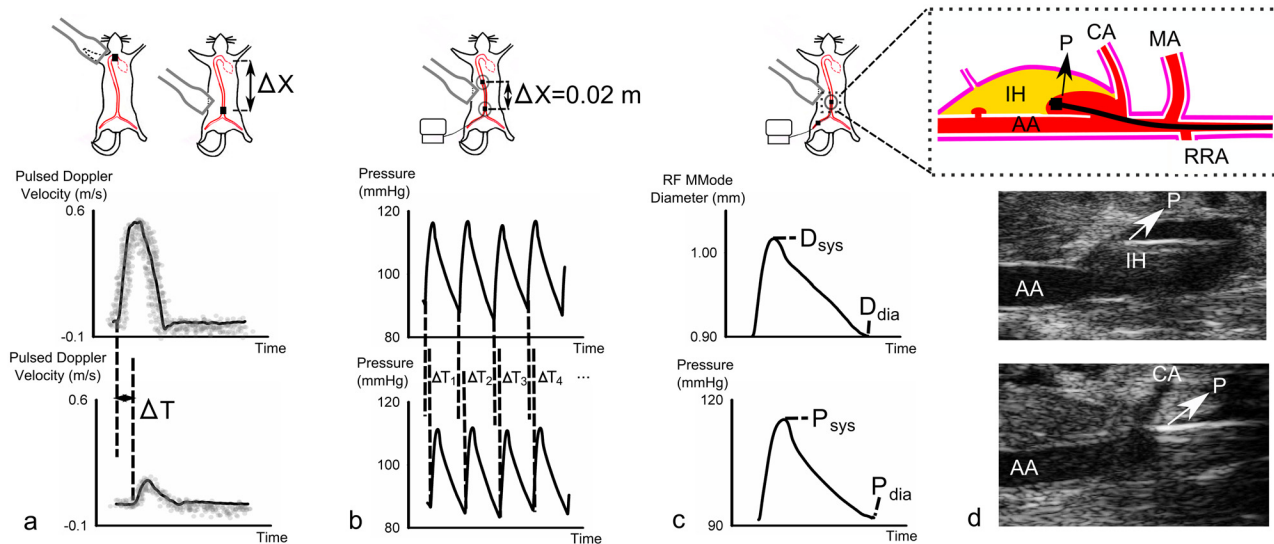 ΔX
ΔX=0.02 m
P
CA
MA
IH
AA
RRA
Pulsed Doppler
Velocity (m/s)
0.6
-0.1
Time
Pulsed Doppler
Velocity (m/s)
0.6
ΔT
-0.1
Time
a
Pressure
(mmHg)
120
100
80
Time
Pressure
(mmHg)
ΔT1 ΔT2 ΔT3 ΔT4 ...
120
100
80
Time
b
RF MMode
Diameter (mm)
1.00
0.90
Dsys
Ddia
Time
Pressure
(mmHg)
120
90
Psys
Pdia
Time
c
P
IH
AA
CA
P
AA
d